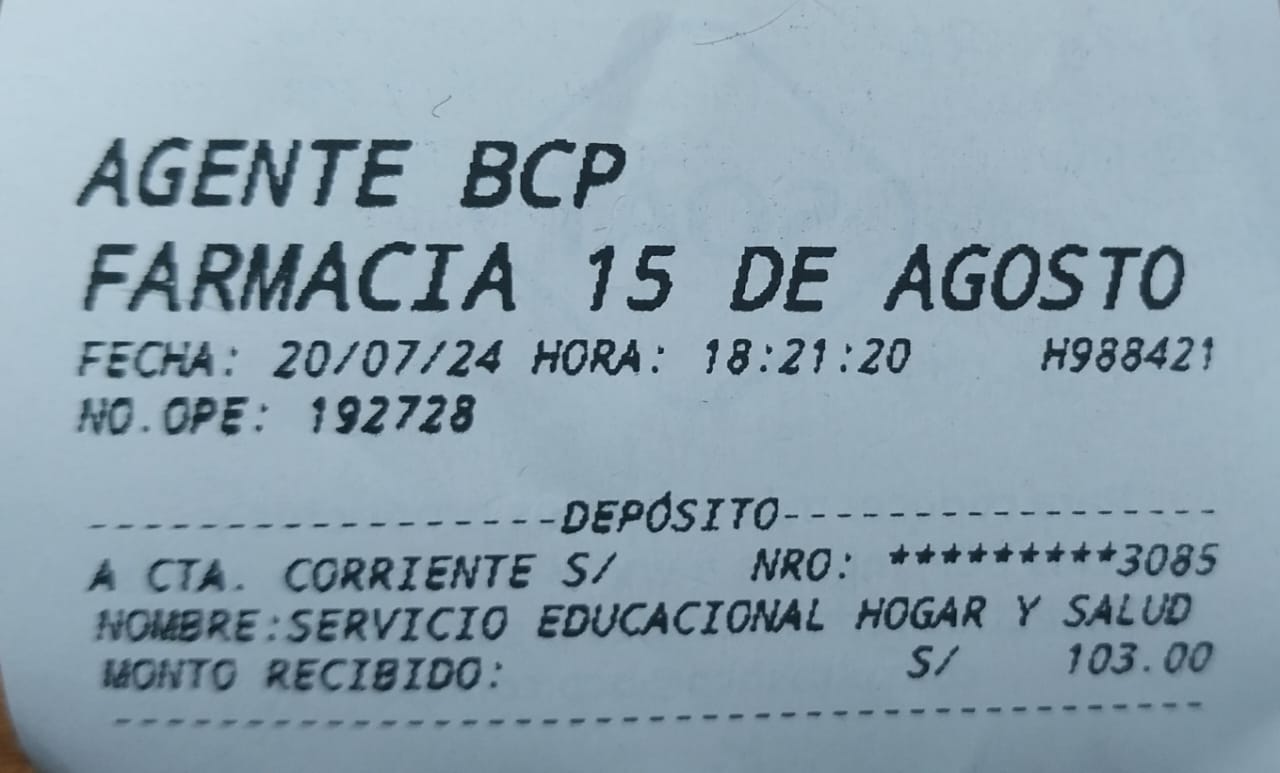 AGENTE BCP
FARMACIA 15 DE AGOSTO
FECHA: 20/07/24 HORA: 18:21:20 H988421
NO.OPE: 192728
------------------DEPÓSITO-----------------
A CTA. CORRIENTE S/ NRO: *********3085
NOMBRE:SERVICIO EDUCACIONAL HOGAR Y SALUD
MONTO RECIBIDO: S/ 103.00
-------------------------------------------